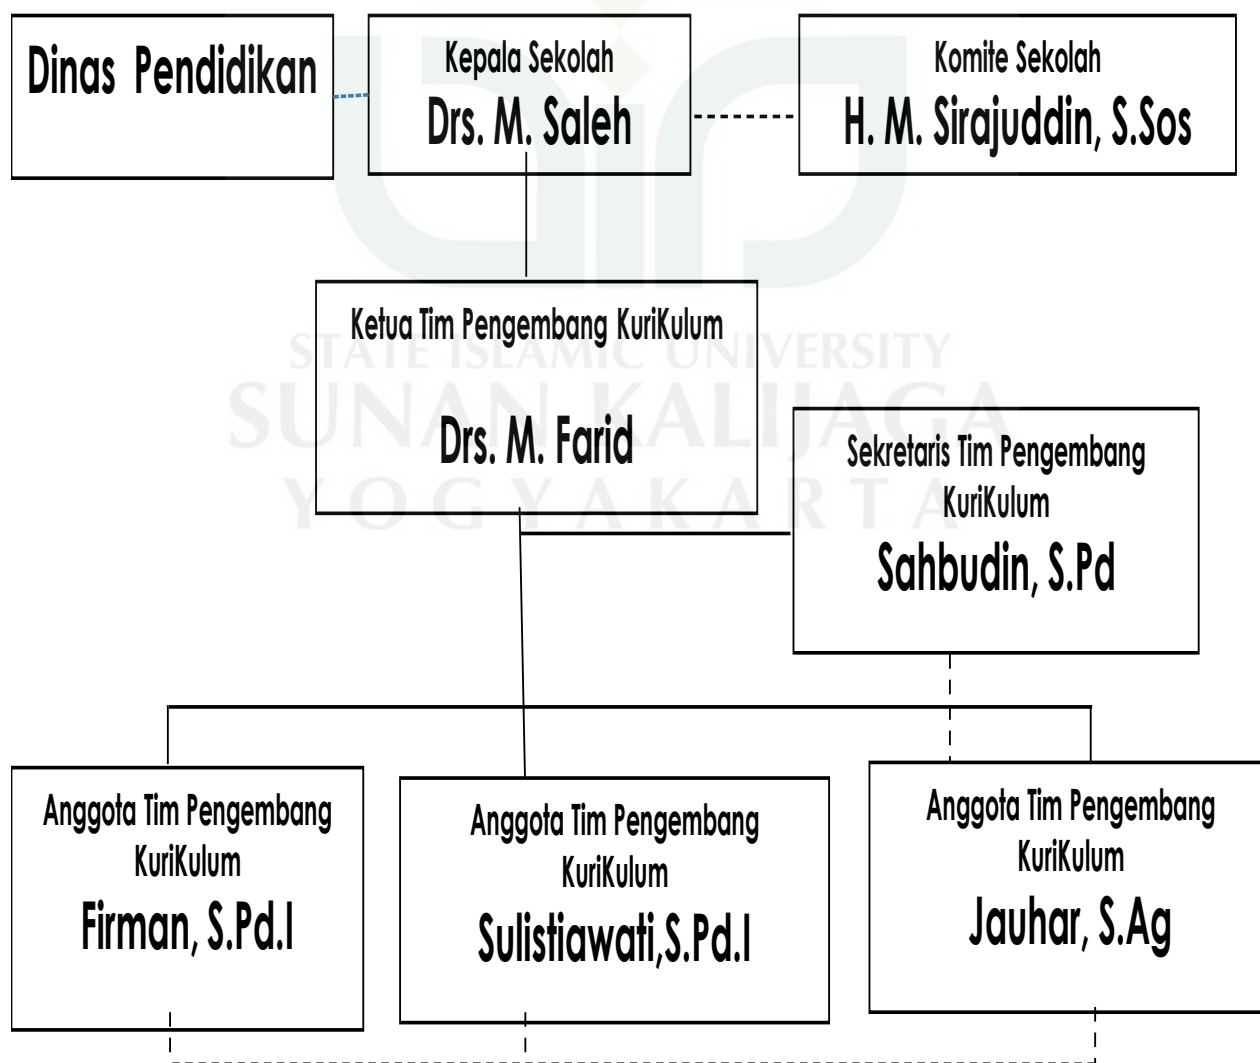 Dinas Pendidikan
Kepala Sekolah
Drs. M. Saleh
Komite Sekolah
H. M. Sirajuddin, S.Sos
Ketua Tim Pengembang KuriKulum
Drs. M. Farid
STATE ISLAMIC UNIVERSITY
SUNAN KALIJAGA
YOGYAKARTA
Sekretaris Tim Pengembang
KuriKulum
Sahbudin, S.Pd
Anggota Tim Pengembang
KuriKulum
Firman, S.Pd.I
Anggota Tim Pengembang
KuriKulum
Sulistiawati,S.Pd.I
Anggota Tim Pengembang
KuriKulum
Jauhar, S.Ag